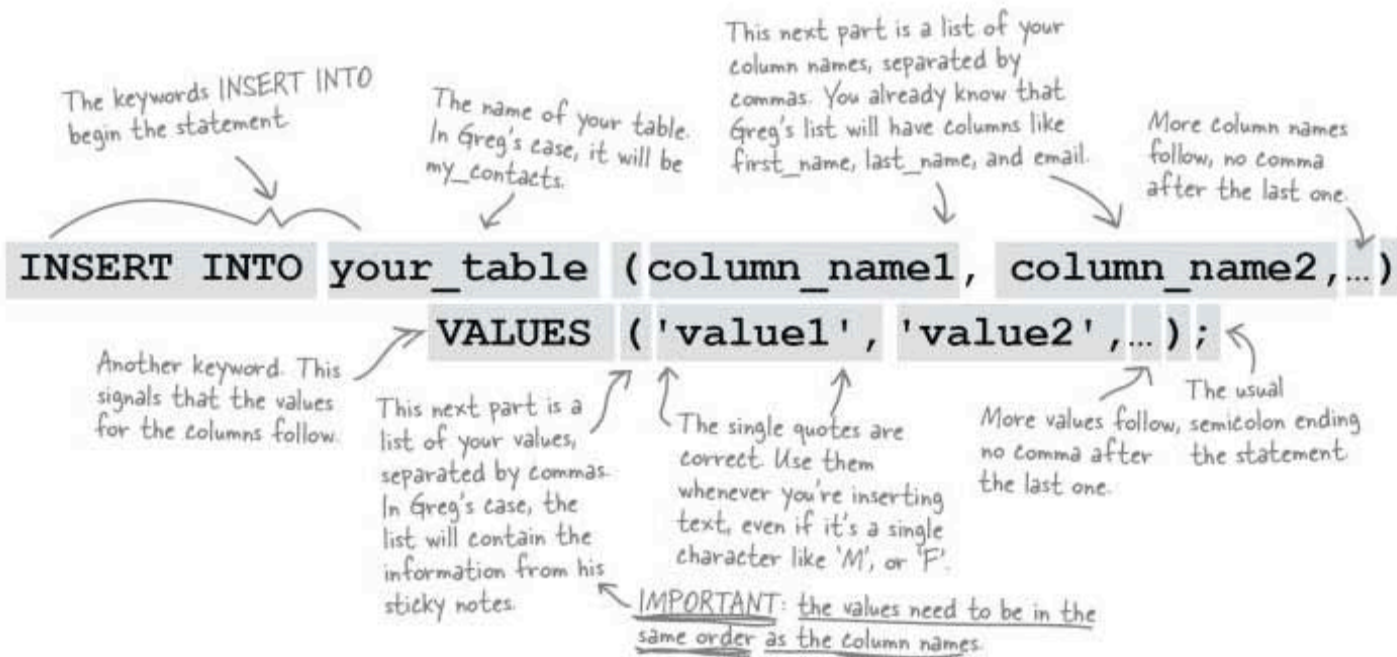 The keywords INSERT INTO
begin the statement.
The name of your table.
In Greg's case, it will be
my_contacts.
This next part is a list of your
column names, separated by
commas. You already know that
Greg's list will have columns like
first_name, last_name, and email.
More column names
follow, no comma
after the last one.
INSERT INTO your_table (column_name1, column_name2,…)
VALUES ('value1', 'value2',…);
Another keyword. This
signals that the values
for the columns follow.
This next part is a
list of your values,
separated by commas.
In Greg's case, the
list will contain the
information from his
sticky notes.
The single quotes are
correct. Use them
whenever you're inserting
text, even if it's a single
character like 'M', or 'F'.
More values follow,
no comma after
the last one.
The usual
semicolon ending
the statement.
IMPORTANT: the values need to be in the
same order as the column names.